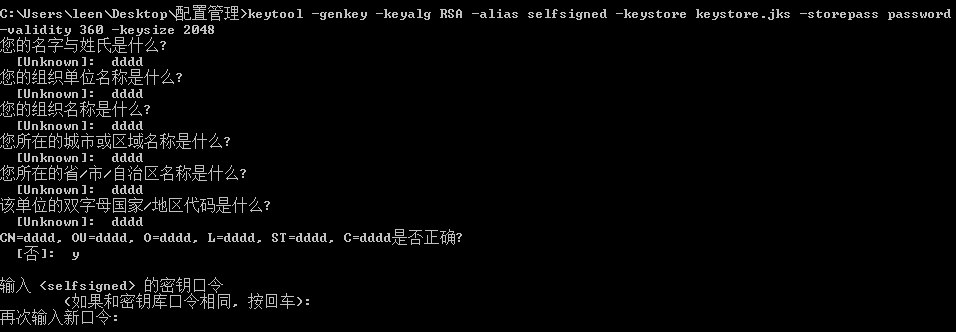 C:\Users\leen\Desktop\配置管理>keytool -genkey -keyalg RSA -alias selfsigned -keystore keystore.jks -storepass password
-validity 360 -keysize 2048
您的名字与姓氏是什么?
[Unknown]:  dddd
您的组织单位名称是什么?
[Unknown]:  dddd
您的组织名称是什么?
[Unknown]:  dddd
您所在的城市或区域名称是什么?
[Unknown]:  dddd
您所在的省/市/自治区名称是什么?
[Unknown]:  dddd
该单位的双字母国家/地区代码是什么?
[Unknown]:  dddd
CN=dddd, OU=dddd, O=dddd, L=dddd, ST=dddd, C=dddd是否正确?
[否]:  y
输入 <selfsigned> 的密钥口令
(如果和密钥库口令相同, 按回车):
再次输入新口令: